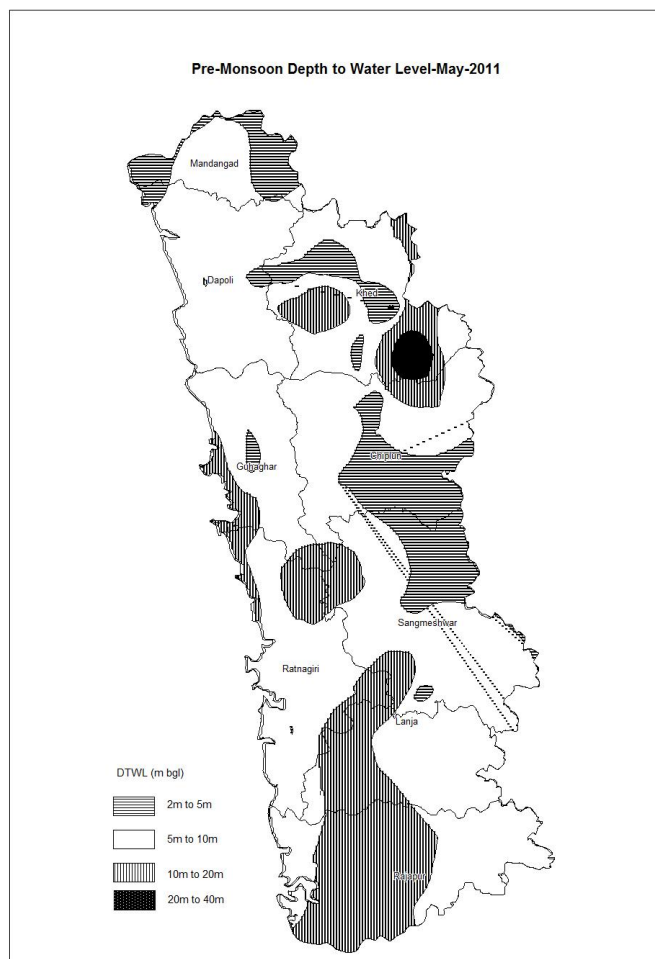 Pre-Monsoon Depth to Water Level-May-2011
Mandangad
Dapoli
Khed
Chiplun
Guhaghar
Sangmeshwar
Ratnagiri
Lanja
Rajapur
DTWL (m bgl)
2m to 5m
5m to 10m
10m to 20m
20m to 40m